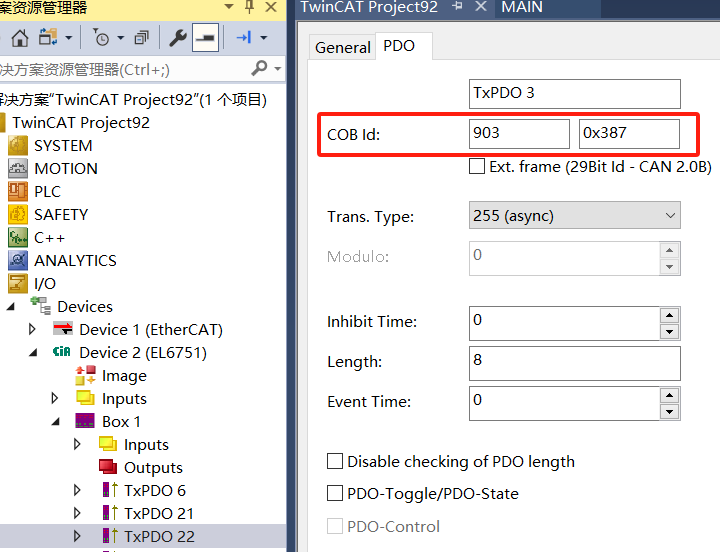 案资源管理器
决方案资源管理器(Ctrl+;)
解决方案"TwinCAT Project92"(1 个项目)
TwinCAT Project92
SYSTEM
MOTION
PLC
SAFETY
C++
ANALYTICS
I/O
Devices
Device 1 (EtherCAT)
CiA Device 2 (EL6751)
Image
Inputs
Box 1
Inputs
Outputs
TxPDO 6
TxPDO 21
TxPDO 22
TwinCAT Project92 MAIN
General PDO
TxPDO 3
COB Id: 903 0x387
Ext. frame (29Bit Id - CAN 2.0B)
Trans. Type: 255 (async)
Modulo: 0
Inhibit Time: 0
Length: 8
Event Time: 0
Disable checking of PDO length
PDO-Toggle/PDO-State
PDO-Control